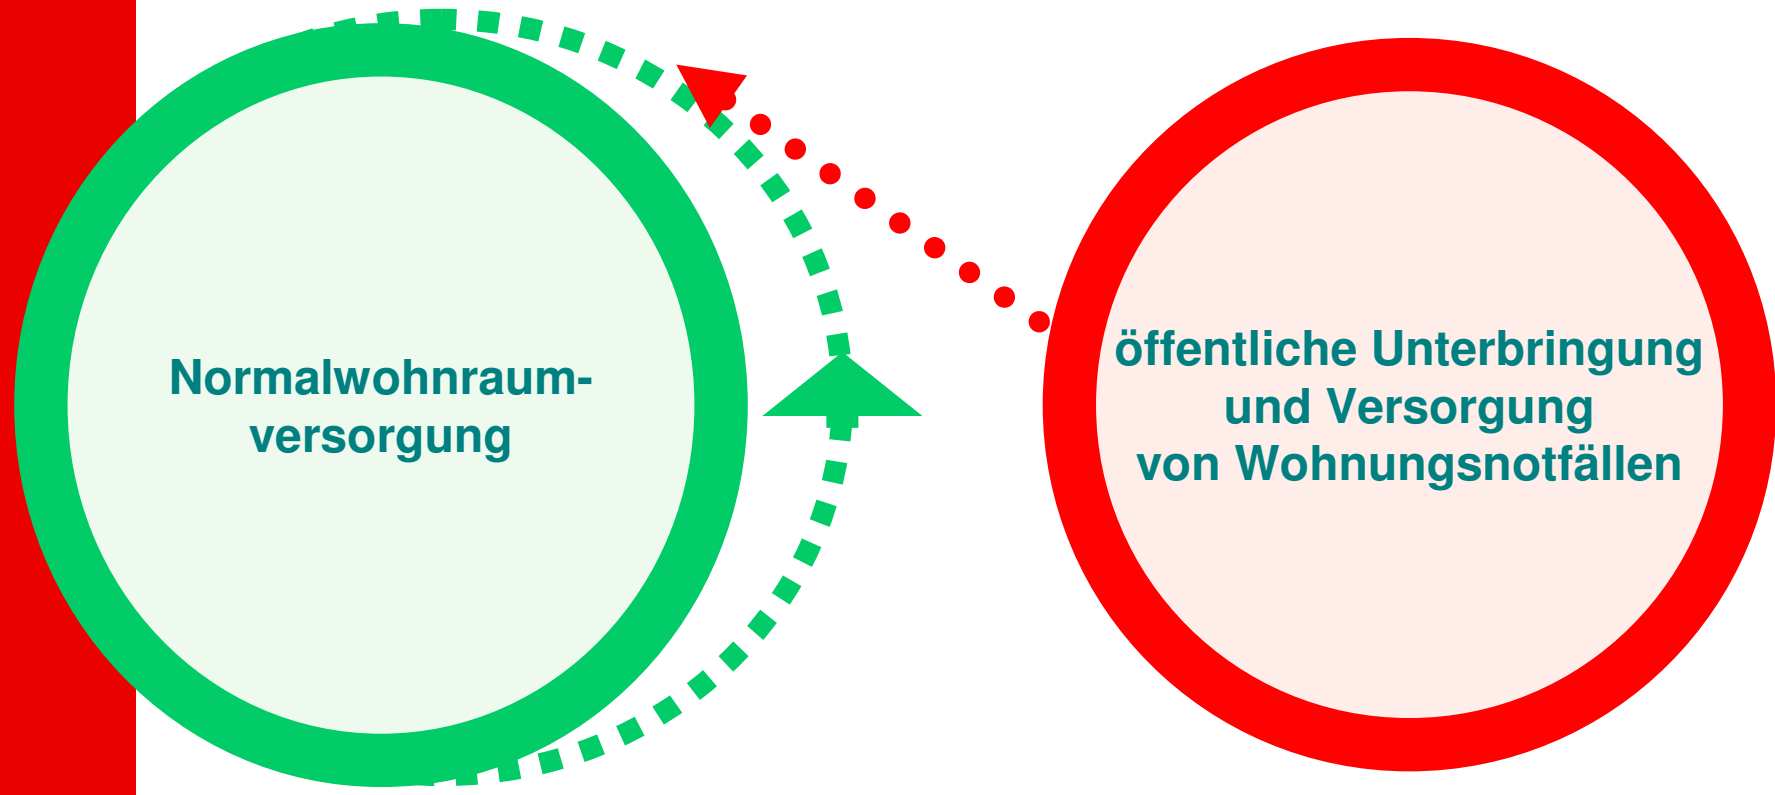 Normalwohnraum-
versorgung
öffentliche Unterbringung
und Versorgung
von Wohnungsnotfällen